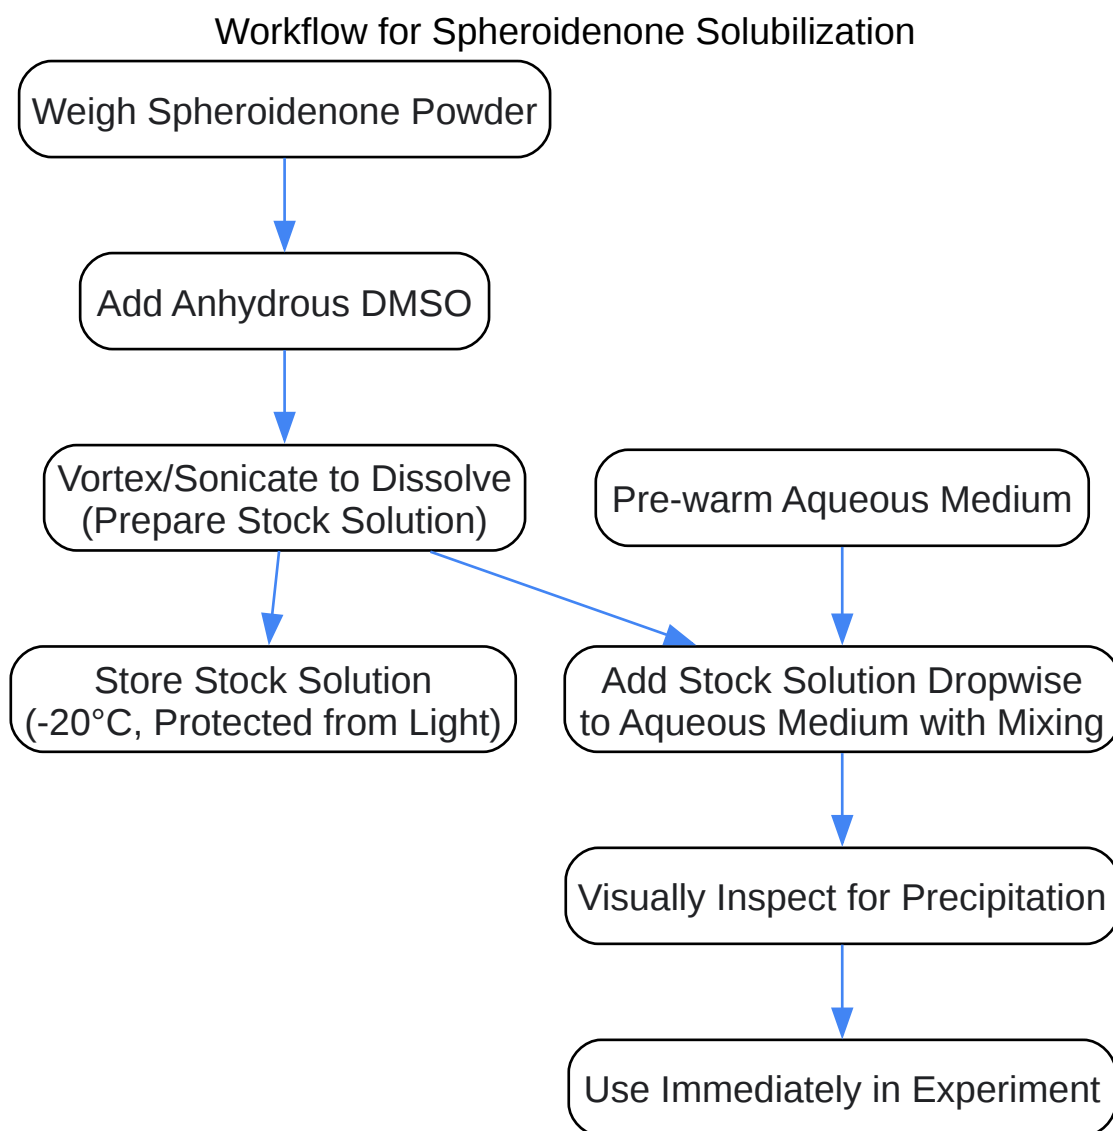 Workflow for Spheroidenone Solubilization
Weigh Spheroidenone Powder
Add Anhydrous DMSO
Vortex/Sonicate to Dissolve
(Prepare Stock Solution)
Pre-warm Aqueous Medium
Store Stock Solution
(-20°C, Protected from Light)
Add Stock Solution Dropwise
to Aqueous Medium with Mixing
Visually Inspect for Precipitation
Use Immediately in Experiment